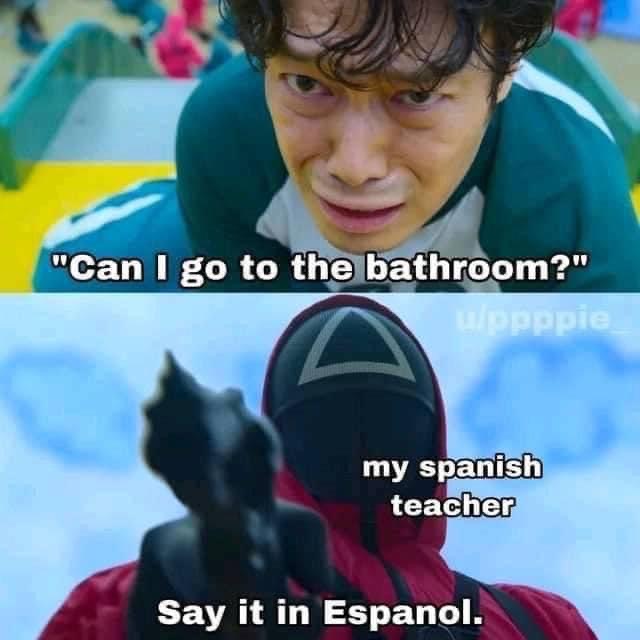 "Can I go to the bathroom?"
u/ppppie_
my spanish
teacher
Say it in Espanol.